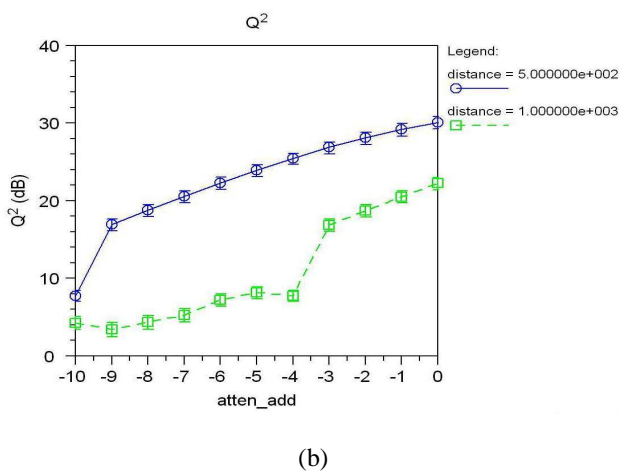 Q²
Legend:
distance = 5.000000e+002
distance = 1.000000e+003
Q² (dB)
40
30
20
10
0
-10 -9 -8 -7 -6 -5 -4 -3 -2 -1 0
atten_add
(b)